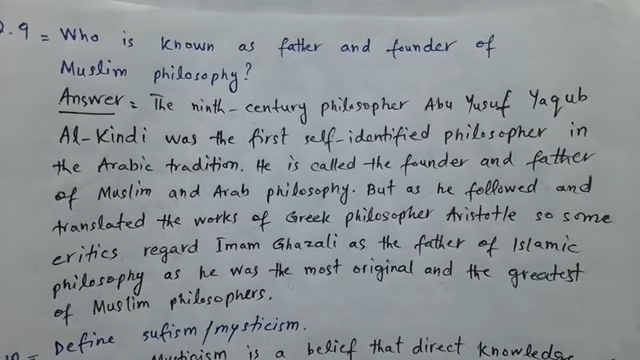 9 = Who is known as father and founder of
Muslim philosophy?
Answer = The ninth-century philosopher Abu Yusuf Yaqub
Al-Kindi was the first self-identified philosopher in
the Arabic tradition. He is called the founder and father
of Muslim and Arab philosophy. But as he followed and
translated the works of Greek philosopher Aristotle so some
critics regard Imam Ghazali as the father of Islamic
philosophy as he was the most original and the greatest
of Muslim philosophers.
Define sufism/mysticism.
Mysticism is a belief that direct knowledge